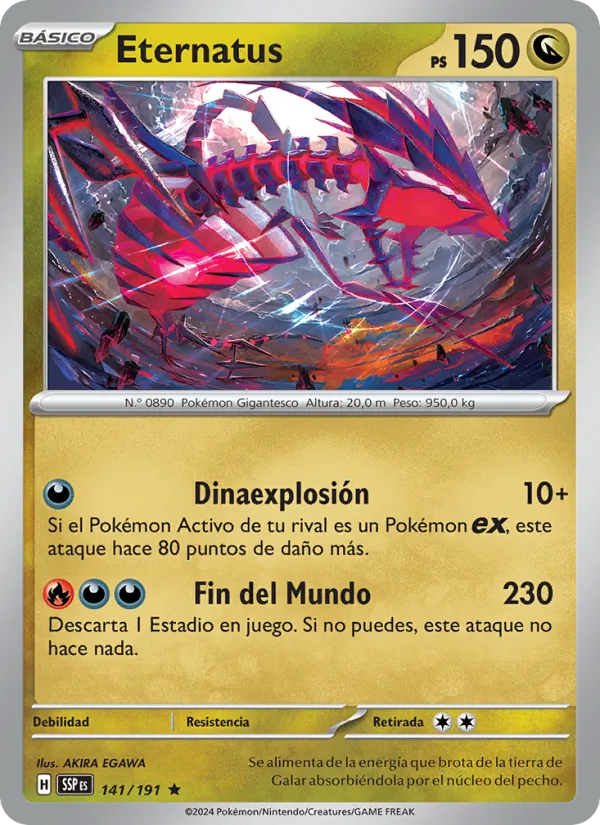 BÁSICO
Eternatus
PS 150
N.º 0890 Pokémon Gigantesco Altura: 20,0 m Peso: 950,0 kg
Dinaexplosión 10+
Si el Pokémon Activo de tu rival es un Pokémon ex, este
ataque hace 80 puntos de daño más.
Fin del Mundo 230
Descarta 1 Estadio en juego. Si no puedes, este ataque no
hace nada.
Debilidad Resistencia Retirada
Ilus. AKIRA EGAWA
H SSP ES 141/191 ★
Se alimenta de la energía que brota de la tierra de
Galar absorbiéndola por el núcleo del pecho.
©2024 Pokémon/Nintendo/Creatures/GAME FREAK